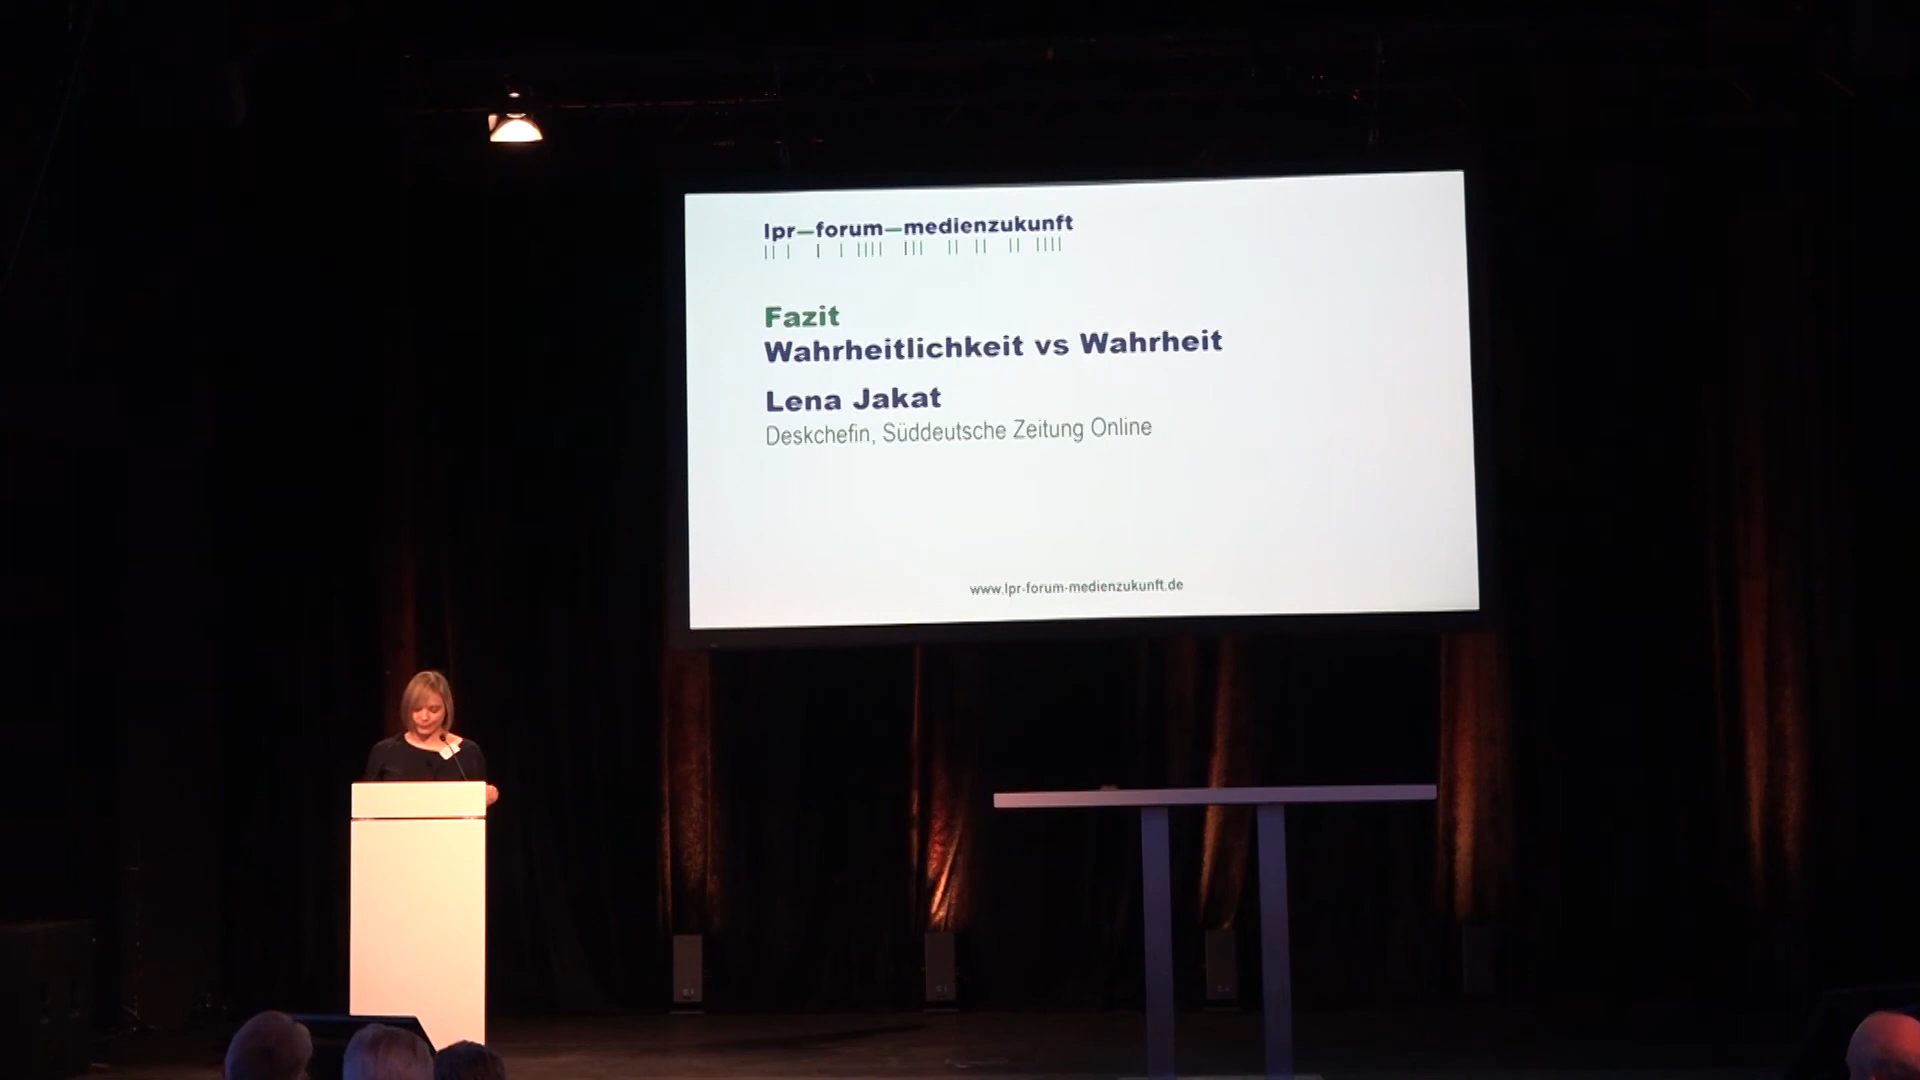 lpr—forum—medienzukunft
Fazit
Wahrheitlichkeit vs Wahrheit
Lena Jakat
Deskchefin, Süddeutsche Zeitung Online
www.lpr-forum-medienzukunft.de